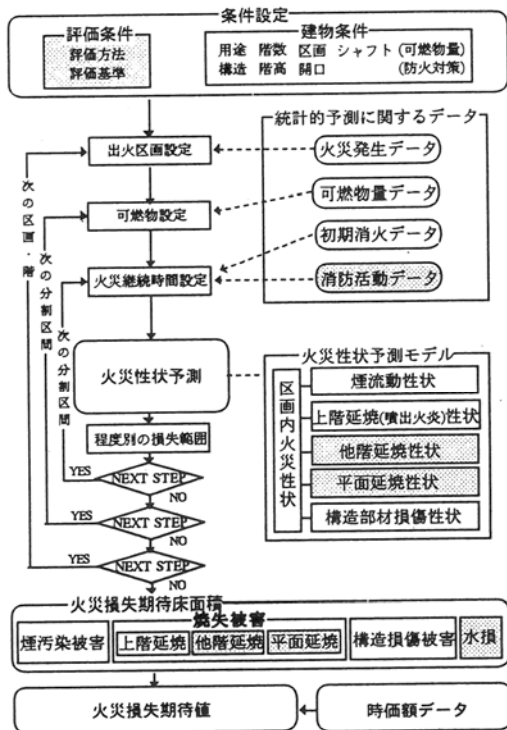 条件設定
評価条件
評価方法
評価基準
建物条件
用途 階数 区画 シャフト (可燃物量)
構造 階高 開口 (防火対策)
統計的予測に関するデータ
火災発生データ
可燃物量データ
初期消火データ
消防活動データ
出火区画設定
可燃物設定
火災継続時間設定
次の区画・階
次の分割区間
次の分割区間
火災性状予測
火災性状予測モデル
区画内火災性状
煙流動性状
上階延焼(噴出火炎)性状
他階延焼性状
平面延焼性状
構造部材損傷性状
程度別の損失範囲
YES
NEXT STEP
NO
YES
NEXT STEP
NO
YES
NEXT STEP
NO
火災損失期待床面積
煙汚染被害
焼失被害
上階延焼
他階延焼
平面延焼
構造損傷被害
水損
火災損失期待値
時価額データ